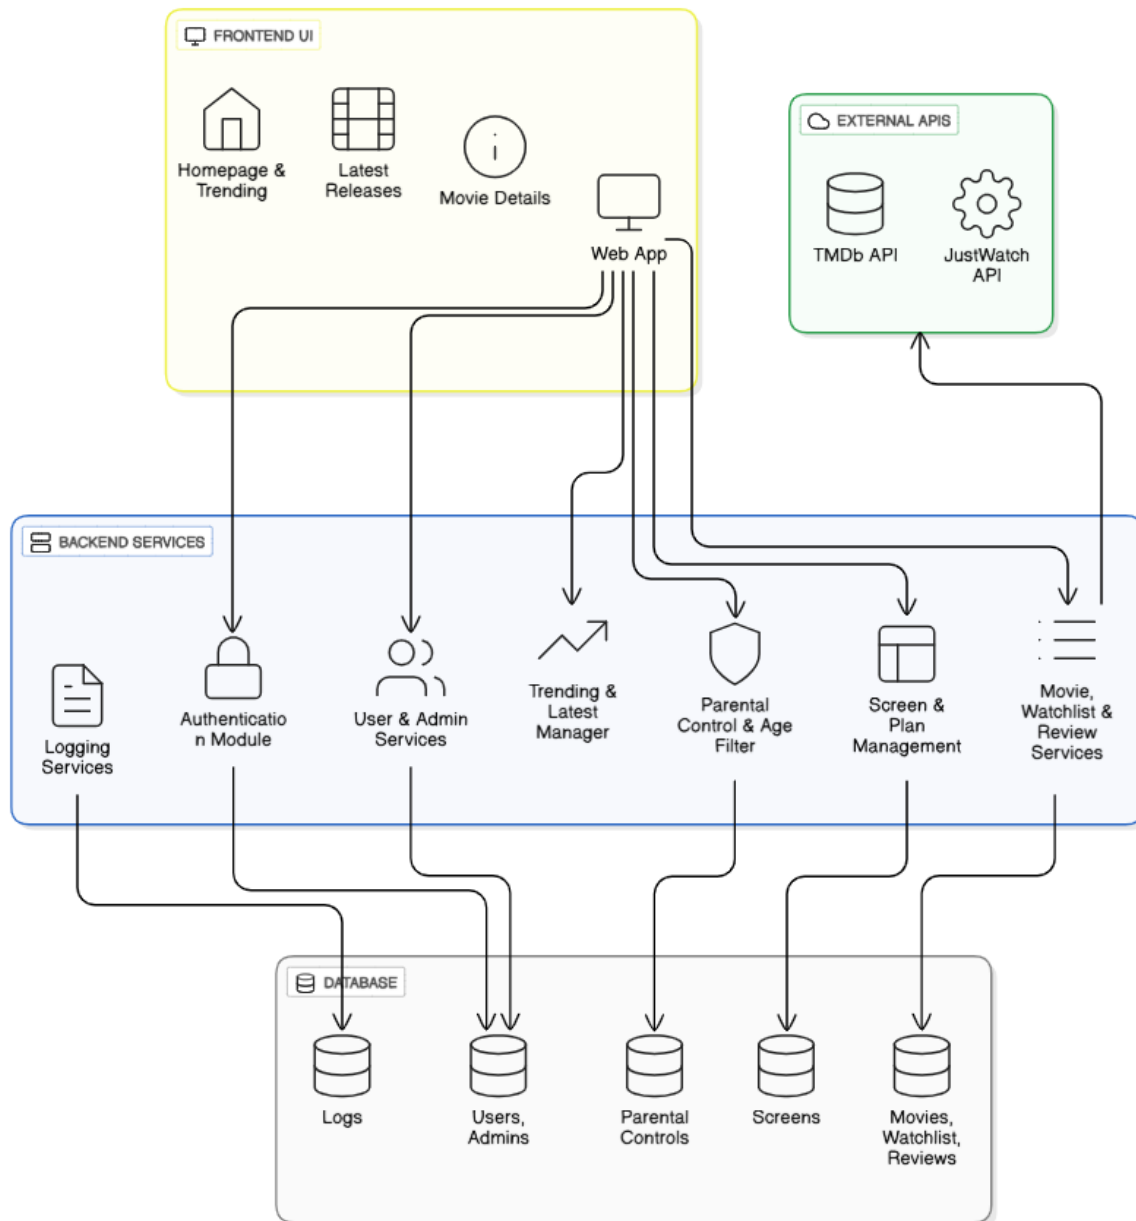 FRONTEND UI
Homepage &
Trending
Latest
Releases
Movie Details
Web App
EXTERNAL APIS
TMDb API
JustWatch
API
BACKEND SERVICES
Logging
Services
Authenticatio
n Module
User & Admin
Services
Trending &
Latest
Manager
Parental
Control & Age
Filter
Screen &
Plan
Management
Movie,
Watchlist &
Review
Services
DATABASE
Logs
Users,
Admins
Parental
Controls
Screens
Movies,
Watchlist,
Reviews